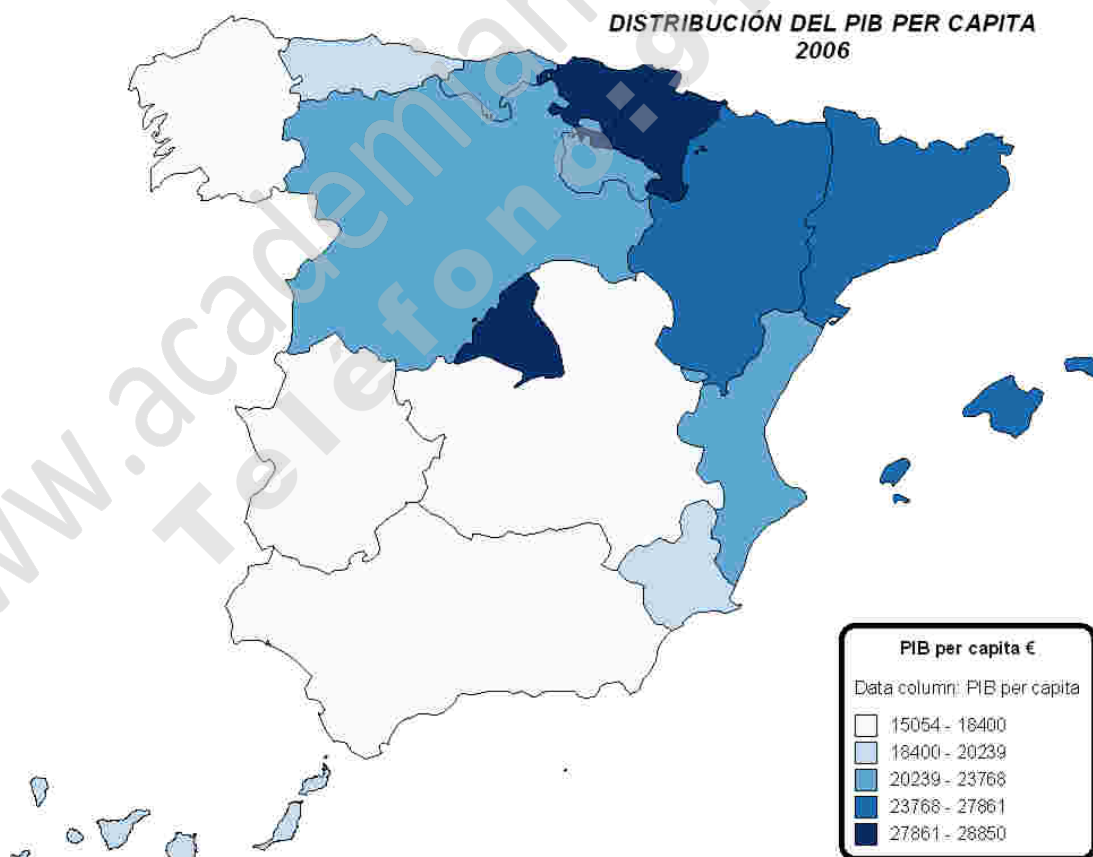 DISTRIBUCIÓN DEL PIB PER CAPITA
2006
PIB per capita €
Data column: PIB per capita
15054 - 18400
18400 - 20239
20239 - 23768
23768 - 27861
27861 - 28850